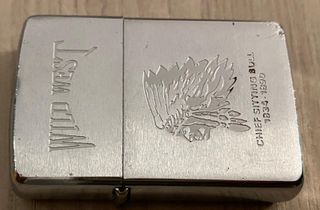 WILD WEST
CHIEF SITTING BULL
1834-1890